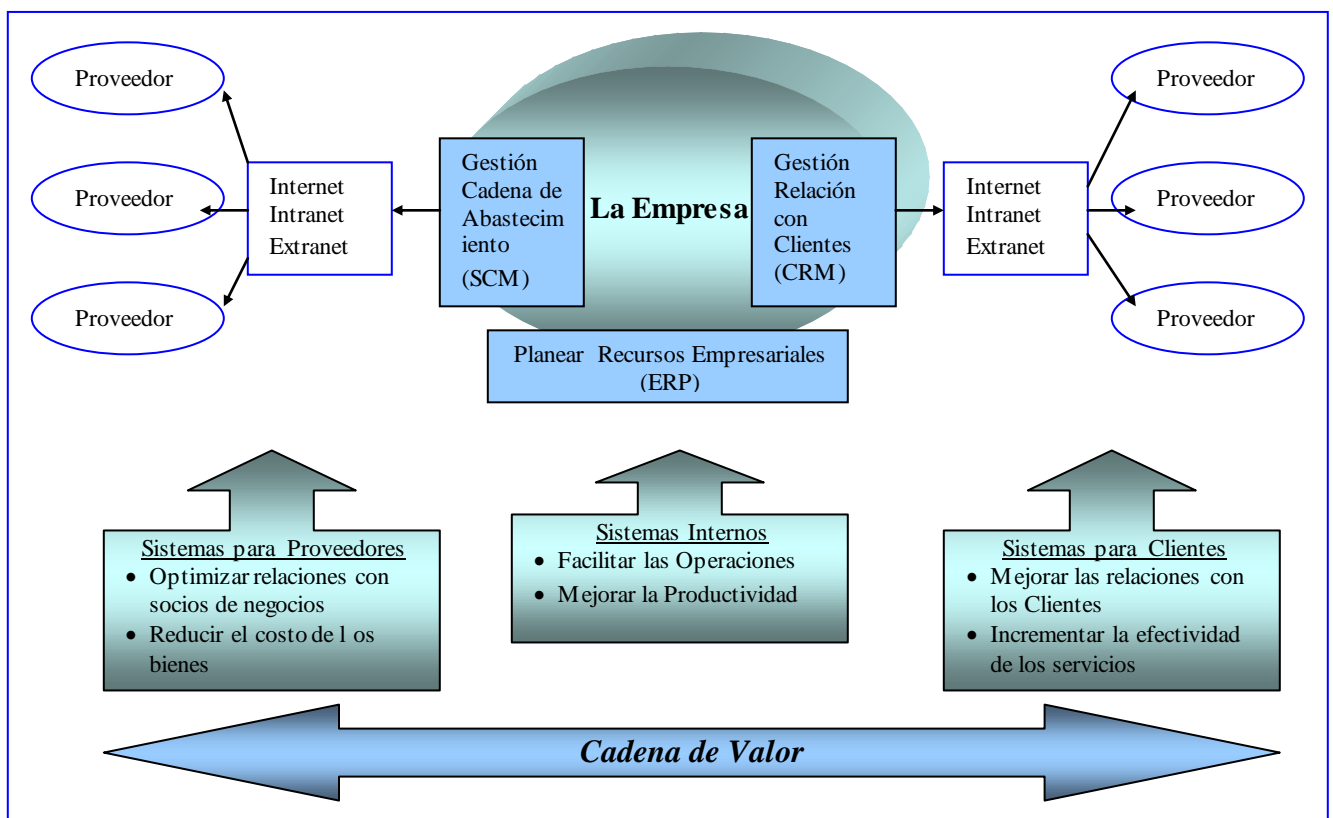 Proveedor
Proveedor
Proveedor
Internet
Intranet
Extranet
Gestión
Cadena de
Abastecim
iento
(SCM)
La Empresa
Gestión
Relación
con
Clientes
(CRM)
Internet
Intranet
Extranet
Proveedor
Proveedor
Proveedor
Planear Recursos Empresariales
(ERP)
Sistemas para Proveedores
• Optimizar relaciones con
socios de negocios
• Reducir el costo de l os
bienes
Sistemas Internos
• Facilitar las Operaciones
• Mejorar la Productividad
Sistemas para Clientes
• Mejorar las relaciones con
los Clientes
• Incrementar la efectividad
de los servicios
Cadena de Valor